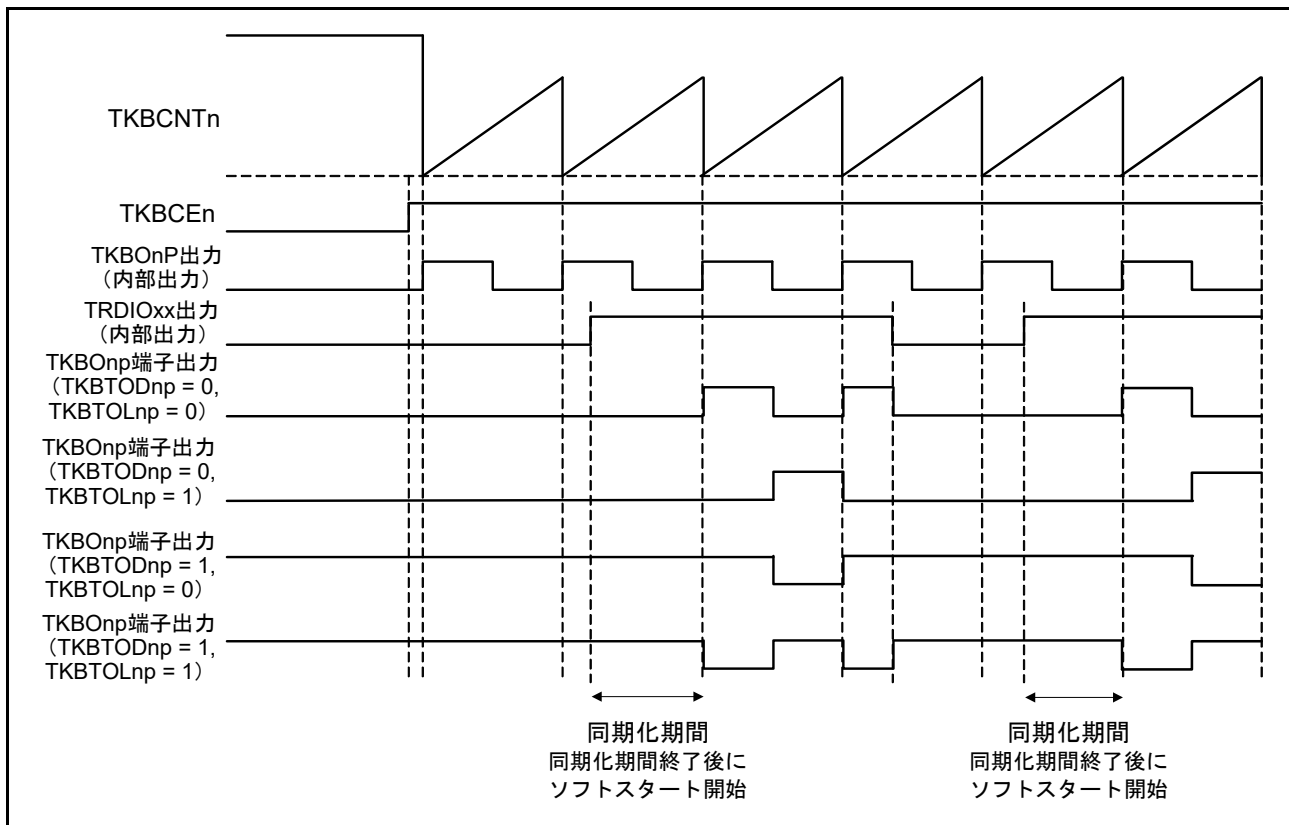 TKBCNTn
TKBCEn
TKBOnP出力
（内部出力）
TRDIOxx出力
（内部出力）
TKBOnp端子出力
（TKBTODnp = 0,
TKBTOLnp = 0）
TKBOnp端子出力
（TKBTODnp = 0,
TKBTOLnp = 1）
TKBOnp端子出力
（TKBTODnp = 1,
TKBTOLnp = 0）
TKBOnp端子出力
（TKBTODnp = 1,
TKBTOLnp = 1）
同期化期間
同期化期間終了後に
ソフトスタート開始
同期化期間
同期化期間終了後に
ソフトスタート開始